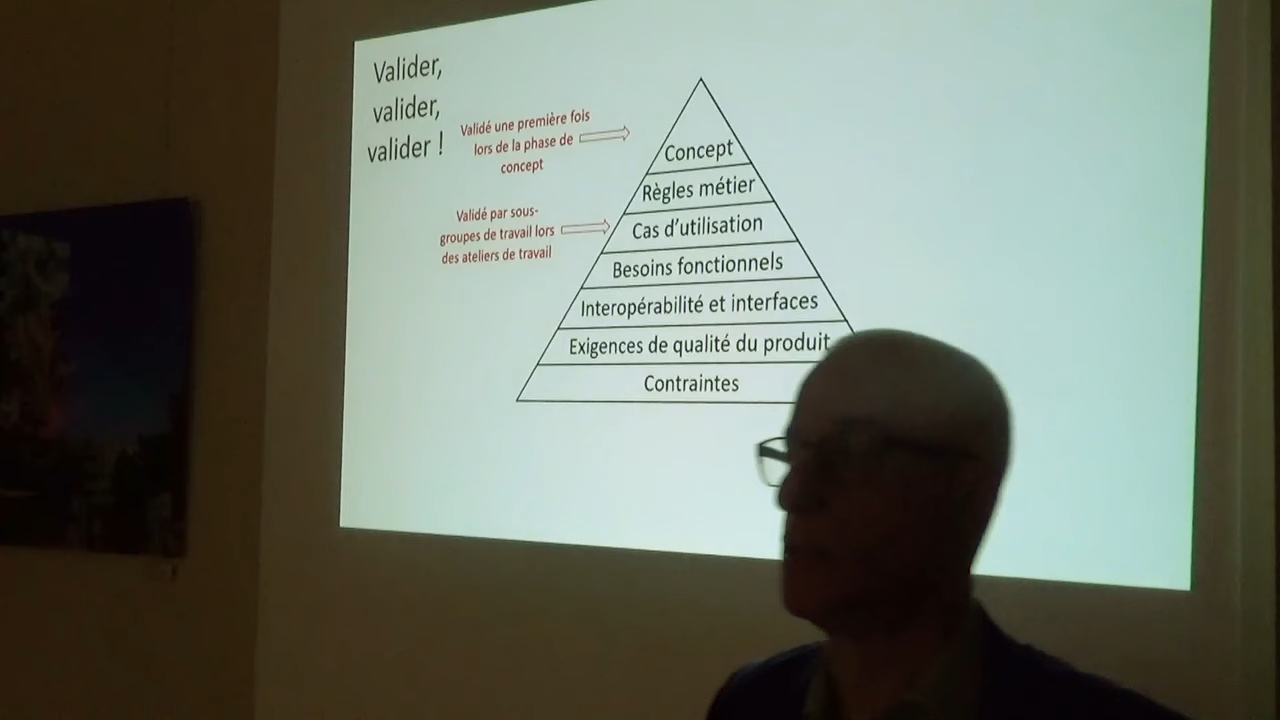 Valider,
valider,
valider !
Validé une première fois
lors de la phase de
concept
Validé par sous-
groupes de travail lors
des ateliers de travail
Concept
Règles métier
Cas d'utilisation
Besoins fonctionnels
Interopérabilité et interfaces
Exigences de qualité du produit
Contraintes